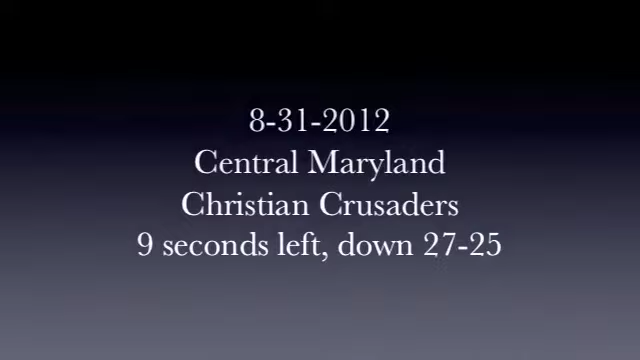 8-31-2012
Central Maryland
Christian Crusaders
9 seconds left, down 27-25